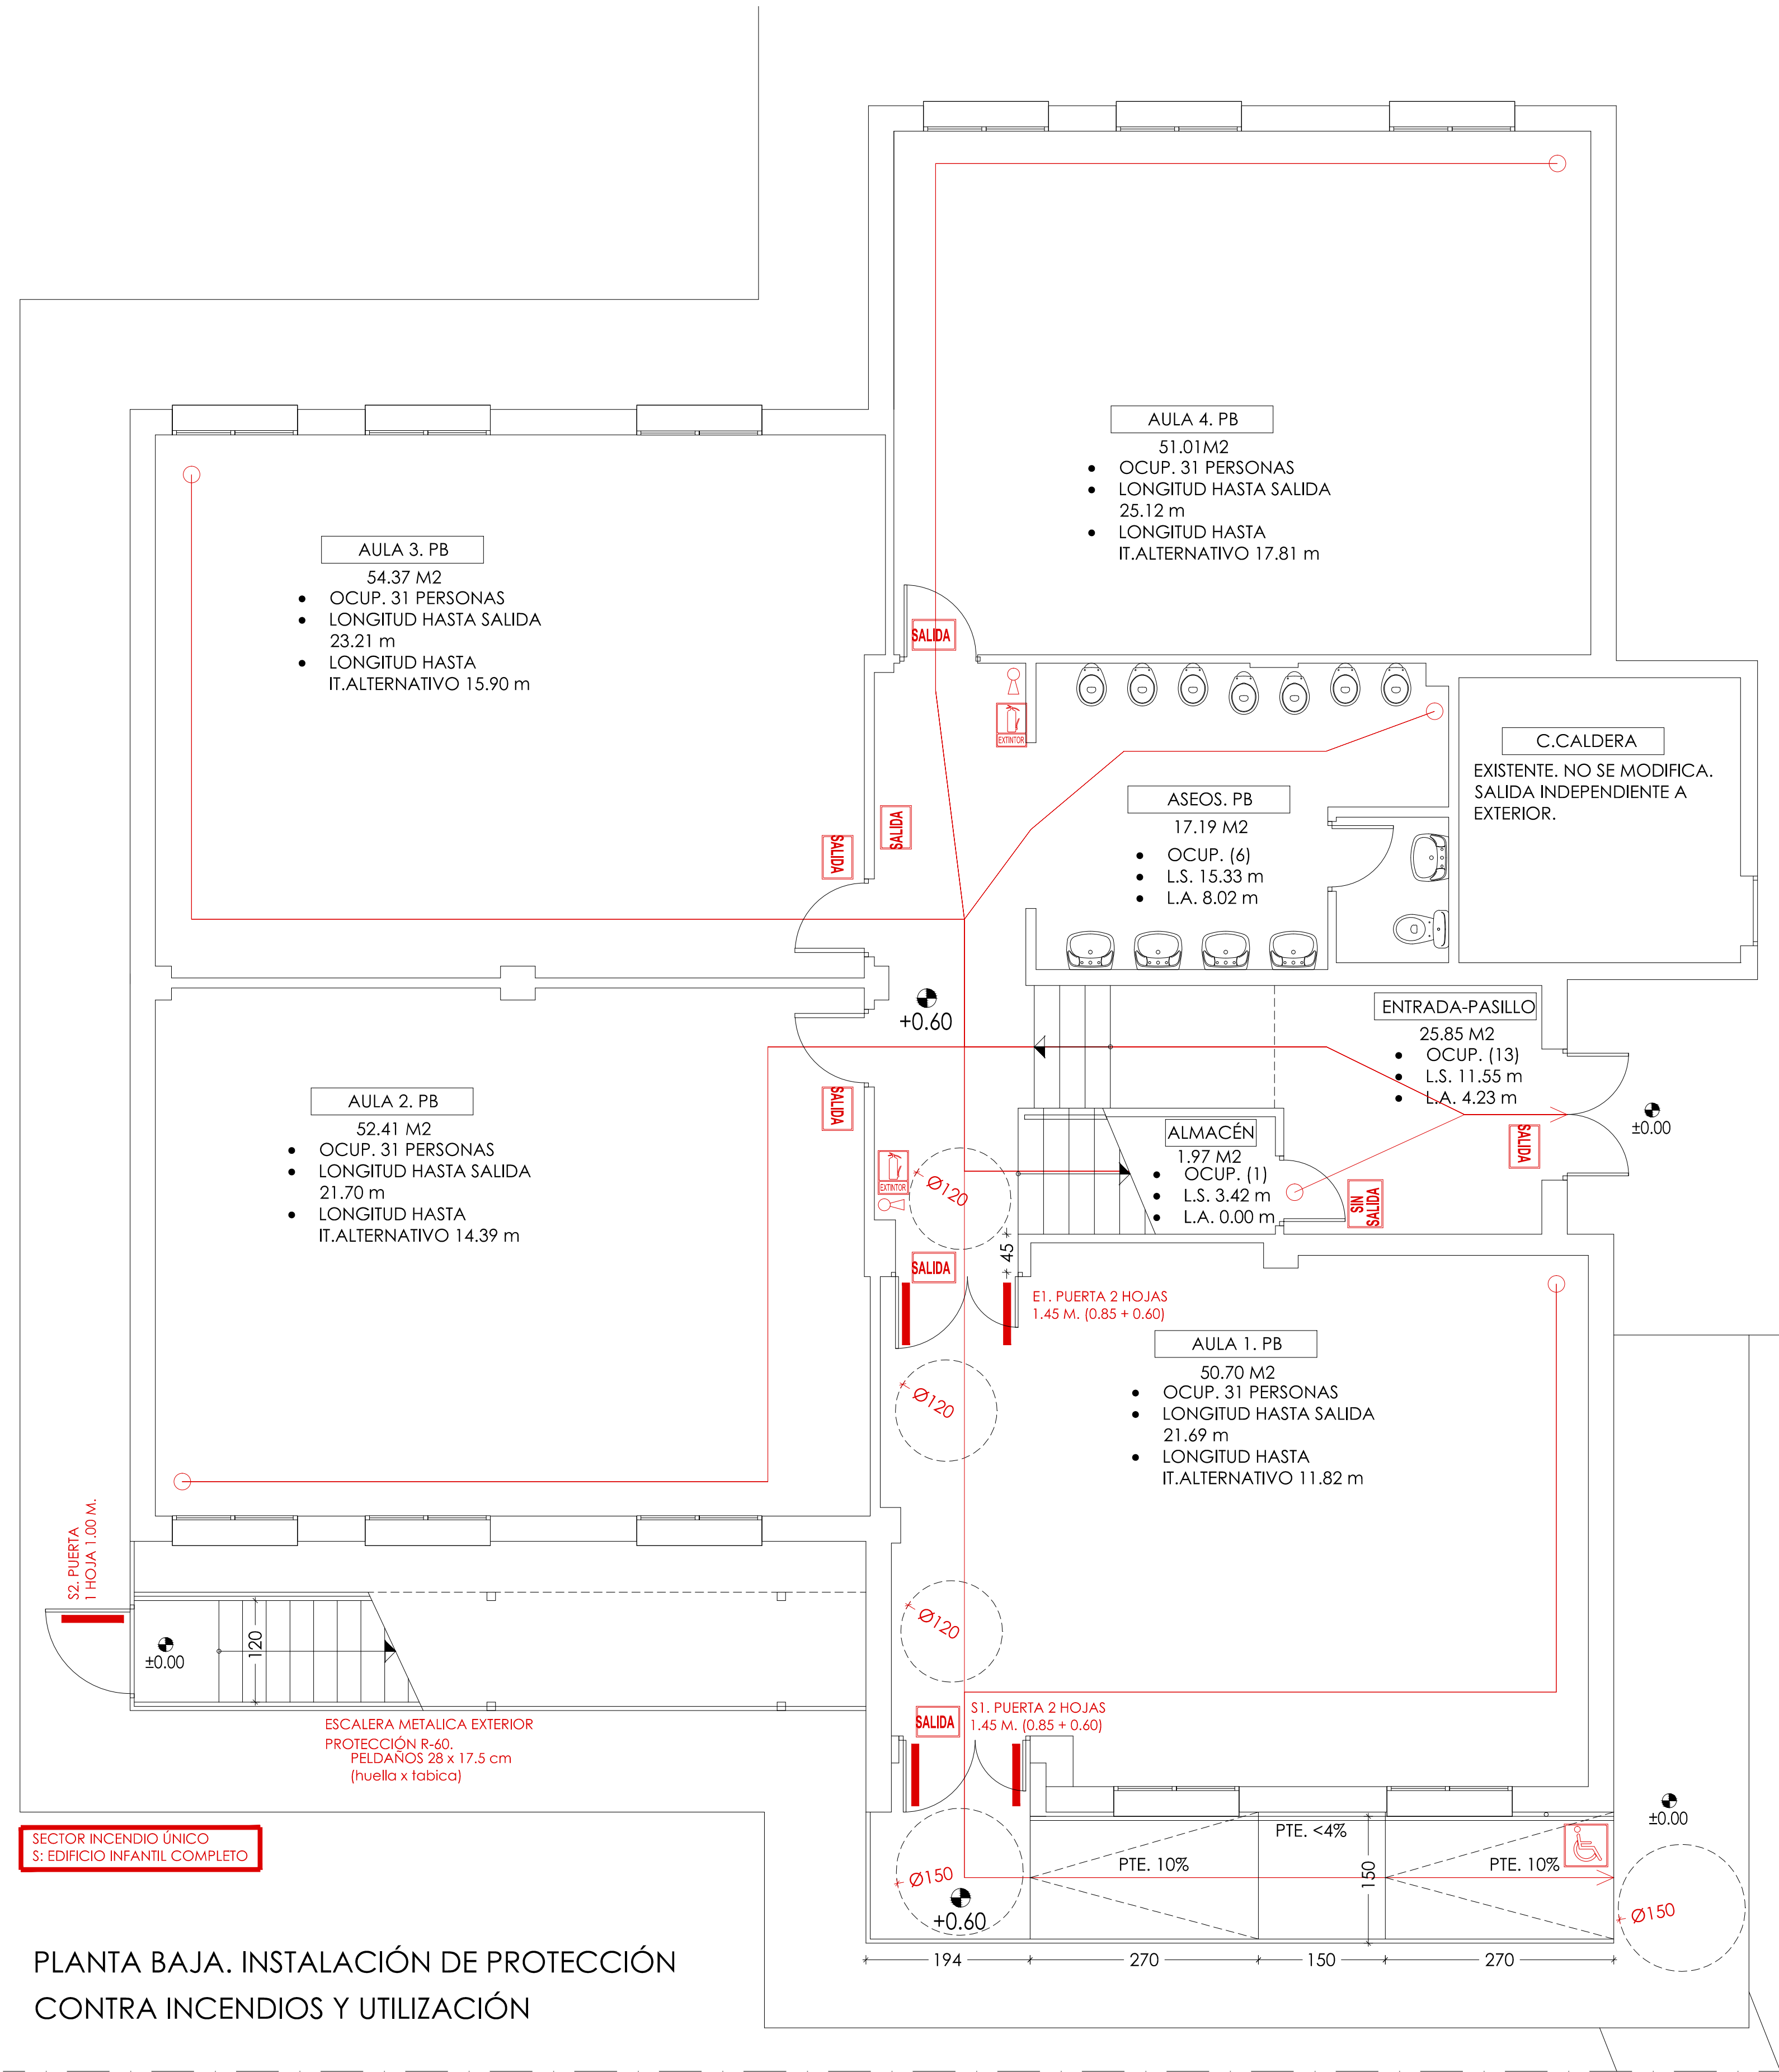 AULA 4. PB
51.01M2
• OCUP. 31 PERSONAS
• LONGITUD HASTA SALIDA
25.12 m
• LONGITUD HASTA
IT.ALTERNATIVO 17.81 m
AULA 3. PB
54.37 M2
• OCUP. 31 PERSONAS
• LONGITUD HASTA SALIDA
23.21 m
• LONGITUD HASTA
IT.ALTERNATIVO 15.90 m
SALIDA
EXTINTOR
SALIDA
SALIDA
C.CALDERA
EXISTENTE. NO SE MODIFICA.
SALIDA INDEPENDIENTE A
EXTERIOR.
ASEOS. PB
17.19 M2
• OCUP. (6)
• L.S. 15.33 m
• L.A. 8.02 m
+0.60
ENTRADA-PASILLO
25.85 M2
• OCUP. (13)
• L.S. 11.55 m
• L.A. 4.23 m
±0.00
SALIDA
AULA 2. PB
52.41 M2
• OCUP. 31 PERSONAS
• LONGITUD HASTA SALIDA
21.70 m
• LONGITUD HASTA
IT.ALTERNATIVO 14.39 m
SALIDA
EXTINTOR
Ø120
ALMACÉN
1.97 M2
• OCUP. (1)
• L.S. 3.42 m
• L.A. 0.00 m
SIN
SALIDA
45
SALIDA
E1. PUERTA 2 HOJAS
1.45 M. (0.85 + 0.60)
Ø120
AULA 1. PB
50.70 M2
• OCUP. 31 PERSONAS
• LONGITUD HASTA SALIDA
21.69 m
• LONGITUD HASTA
IT.ALTERNATIVO 11.82 m
S2. PUERTA
1 HOJA 1.00 M.
±0.00
120
Ø120
ESCALERA METALICA EXTERIOR
PROTECCIÓN R-60.
PELDAÑOS 28 x 17.5 cm
(huella x tabica)
SALIDA
S1. PUERTA 2 HOJAS
1.45 M. (0.85 + 0.60)
SECTOR INCENDIO ÚNICO
S: EDIFICIO INFANTIL COMPLETO
Ø150
+0.60
PTE. 10%
PTE. <4%
150
PTE. 10%
±0.00
Ø150
194
270
150
270
PLANTA BAJA. INSTALACIÓN DE PROTECCIÓN
CONTRA INCENDIOS Y UTILIZACIÓN